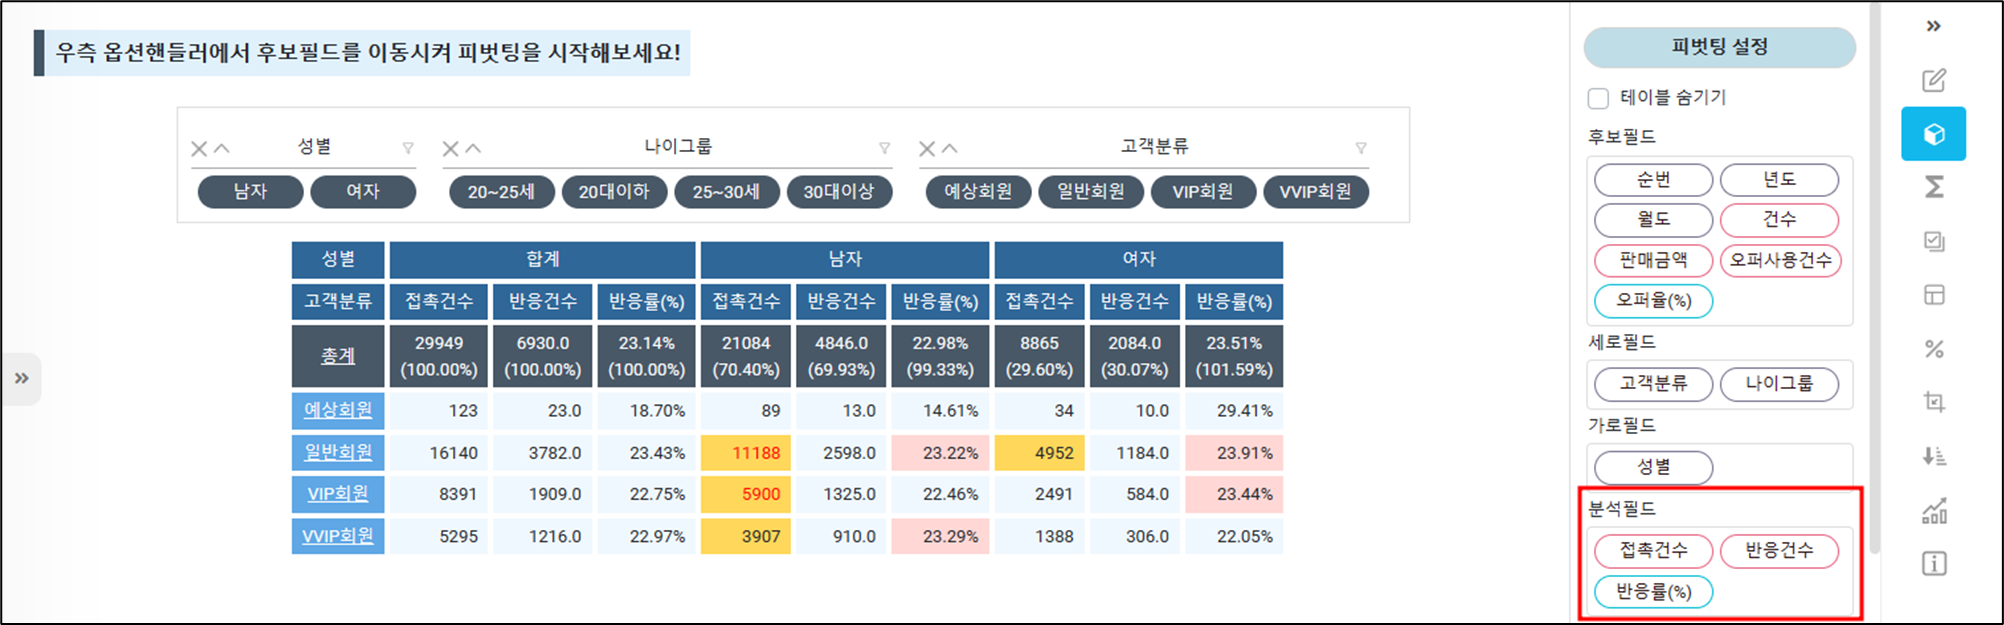 우측 옵션핸들러에서 후보필드를 이동시켜 피벗팅을 시작해보세요!
성별 나이그룹 고객분류
남자 여자 20~25세 20대이하 25~30세 30대이상 예상회원 일반회원 VIP회원 VVIP회원
성별 합계 남자 여자
고객분류 접촉건수 반응건수 반응률(%) 접촉건수 반응건수 반응률(%) 접촉건수 반응건수 반응률(%)
총계 29949 6930.0 23.14% 21084 4846.0 22.98% 8865 2084.0 23.51%
(100.00%) (100.00%) (100.00%) (70.40%) (69.93%) (99.33%) (29.60%) (30.07%) (101.59%)
예상회원 123 23.0 18.70% 89 13.0 14.61% 34 10.0 29.41%
일반회원 16140 3782.0 23.43% 11188 2598.0 23.22% 4952 1184.0 23.91%
VIP회원 8391 1909.0 22.75% 5900 1325.0 22.46% 2491 584.0 23.44%
VVIP회원 5295 1216.0 22.97% 3907 910.0 23.29% 1388 306.0 22.05%
피벗팅 설정
테이블 숨기기
후보필드
순번 년도
월도 건수
판매금액 오퍼사용건수
오퍼율(%)
세로필드
고객분류 나이그룹
가로필드
성별
분석필드
접촉건수 반응건수
반응률(%)